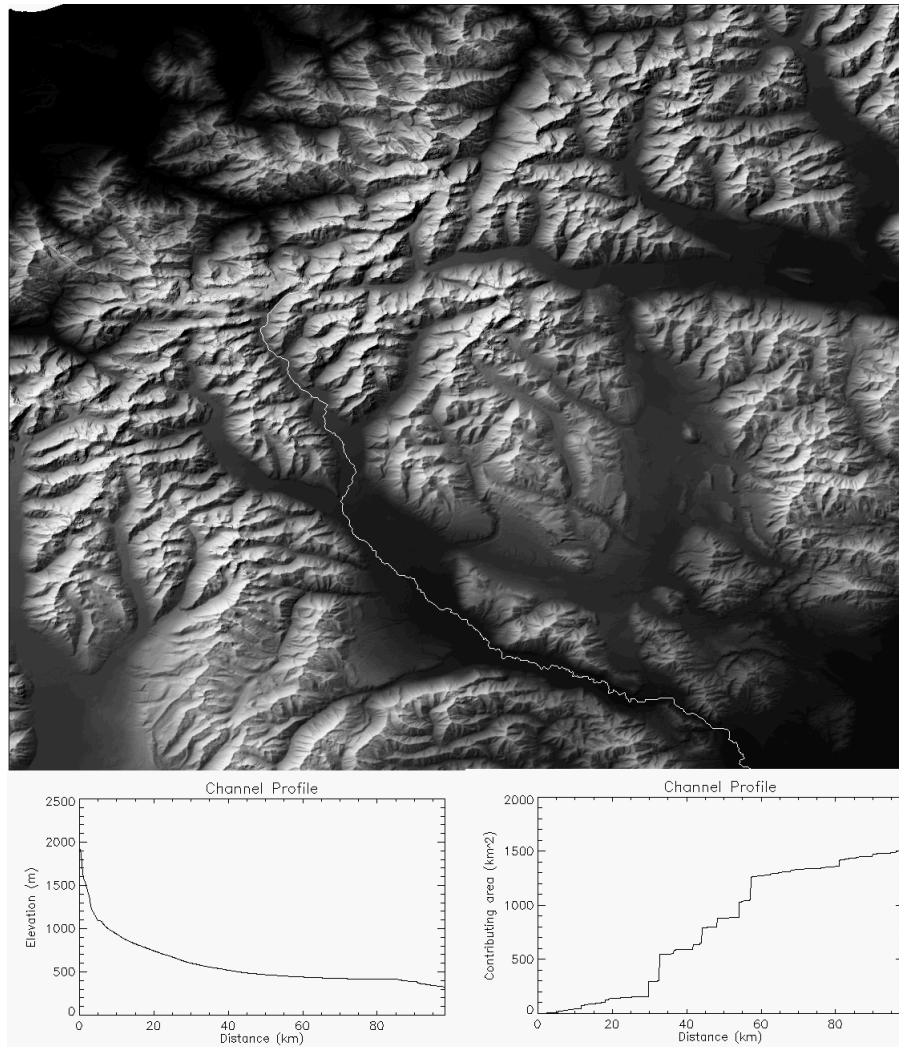 Channel Profile
2500
2000
1500
1000
500
0
Elevation (m)
0 20 40 60 80
Distance (km)
Channel Profile
2000
1500
1000
500
0
Contributing area (km^2)
0 20 40 60 80
Distance (km)